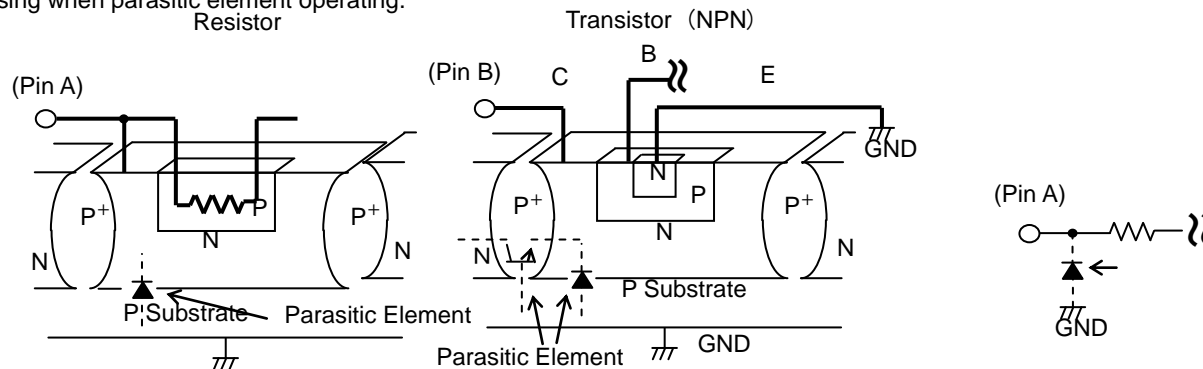 sing when parasitic element operating.
Resistor
Transistor （NPN）
(Pin A)
(Pin B)
C
B
E
GND
P+
P
P+
N
N
N
P Substrate
Parasitic Element
P+
N
P
P+
N
N
N
P Substrate
Parasitic Element
GND
(Pin A)
GND